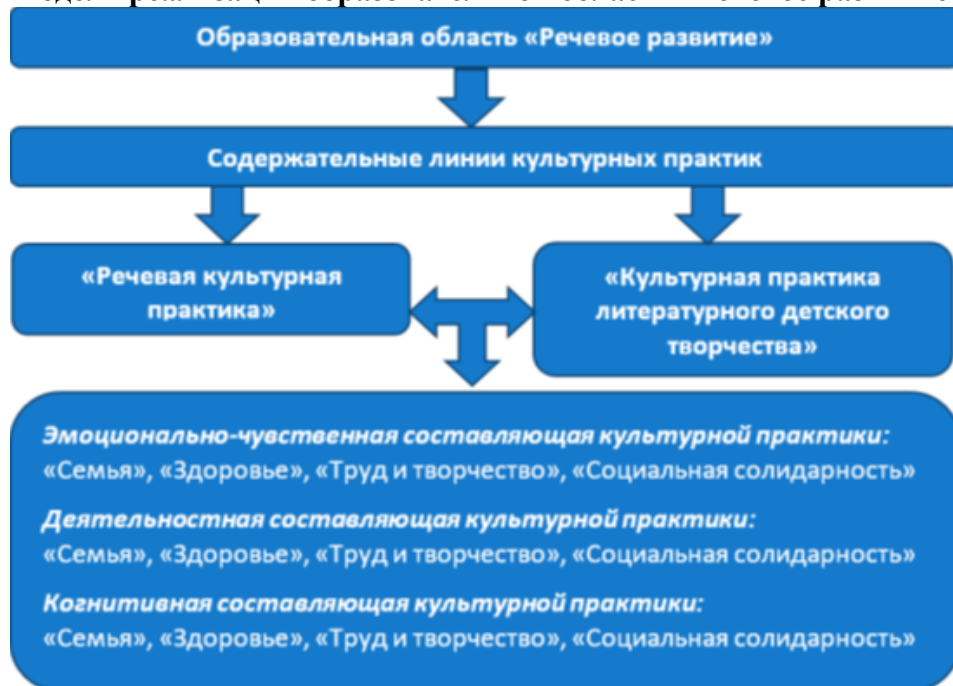 Образовательная область «Речевое развитие»
Содержательные линии культурных практик
«Речевая культурная
практика»
«Культурная практика
литературного детского
творчества»
Эмоционально-чувственная составляющая культурной практики:
«Семья», «Здоровье», «Труд и творчество», «Социальная солидарность»
Деятельностная составляющая культурной практики:
«Семья», «Здоровье», «Труд и творчество», «Социальная солидарность»
Когнитивная составляющая культурной практики:
«Семья», «Здоровье», «Труд и творчество», «Социальная солидарность»